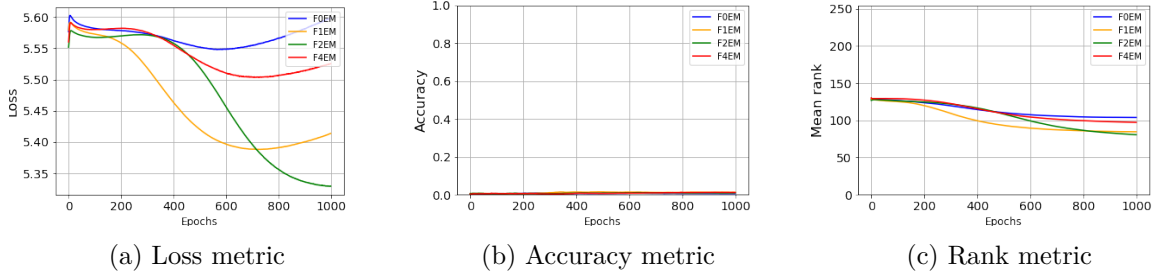 5.60
5.55
5.50
5.45
5.40
5.35
Loss
0 200 400 600 800 1000
Epochs
F0EM
F1EM
F2EM
F4EM
(a) Loss metric
1.0
0.8
0.6
0.4
0.2
0.0
Accuracy
0 200 400 600 800 1000
Epochs
F0EM
F1EM
F2EM
F4EM
(b) Accuracy metric
250
200
150
100
50
0
Mean rank
0 200 400 600 800 1000
Epochs
F0EM
F1EM
F2EM
F4EM
(c) Rank metric